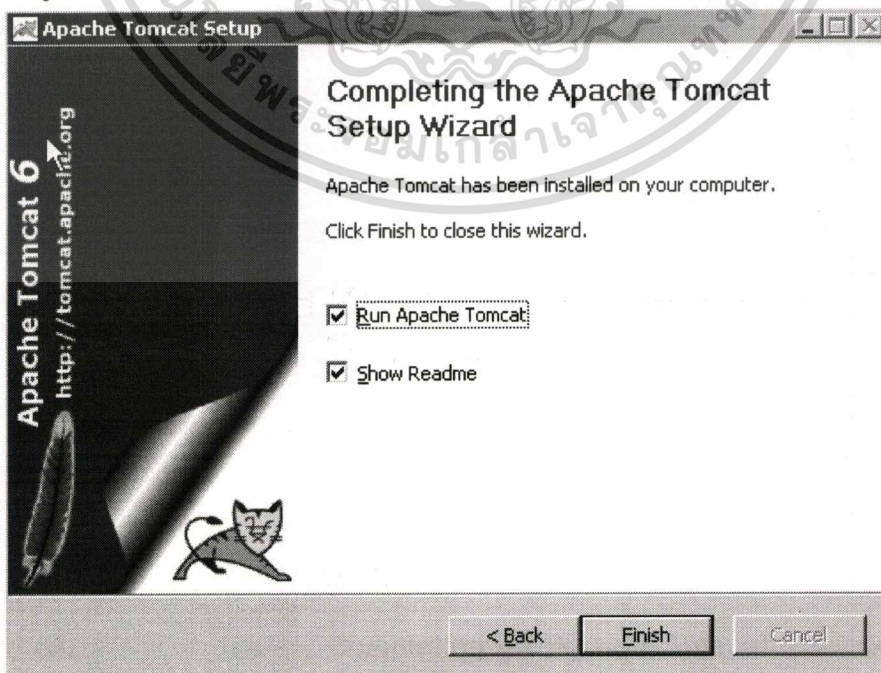 Apache Tomcat Setup
Apache Tomcat 6
http://tomcat.apache.org
Completing the Apache Tomcat
Setup Wizard
Apache Tomcat has been installed on your computer.
Click Finish to close this wizard.
Run Apache Tomcat
Show Readme
< Back
Finish
Cancel